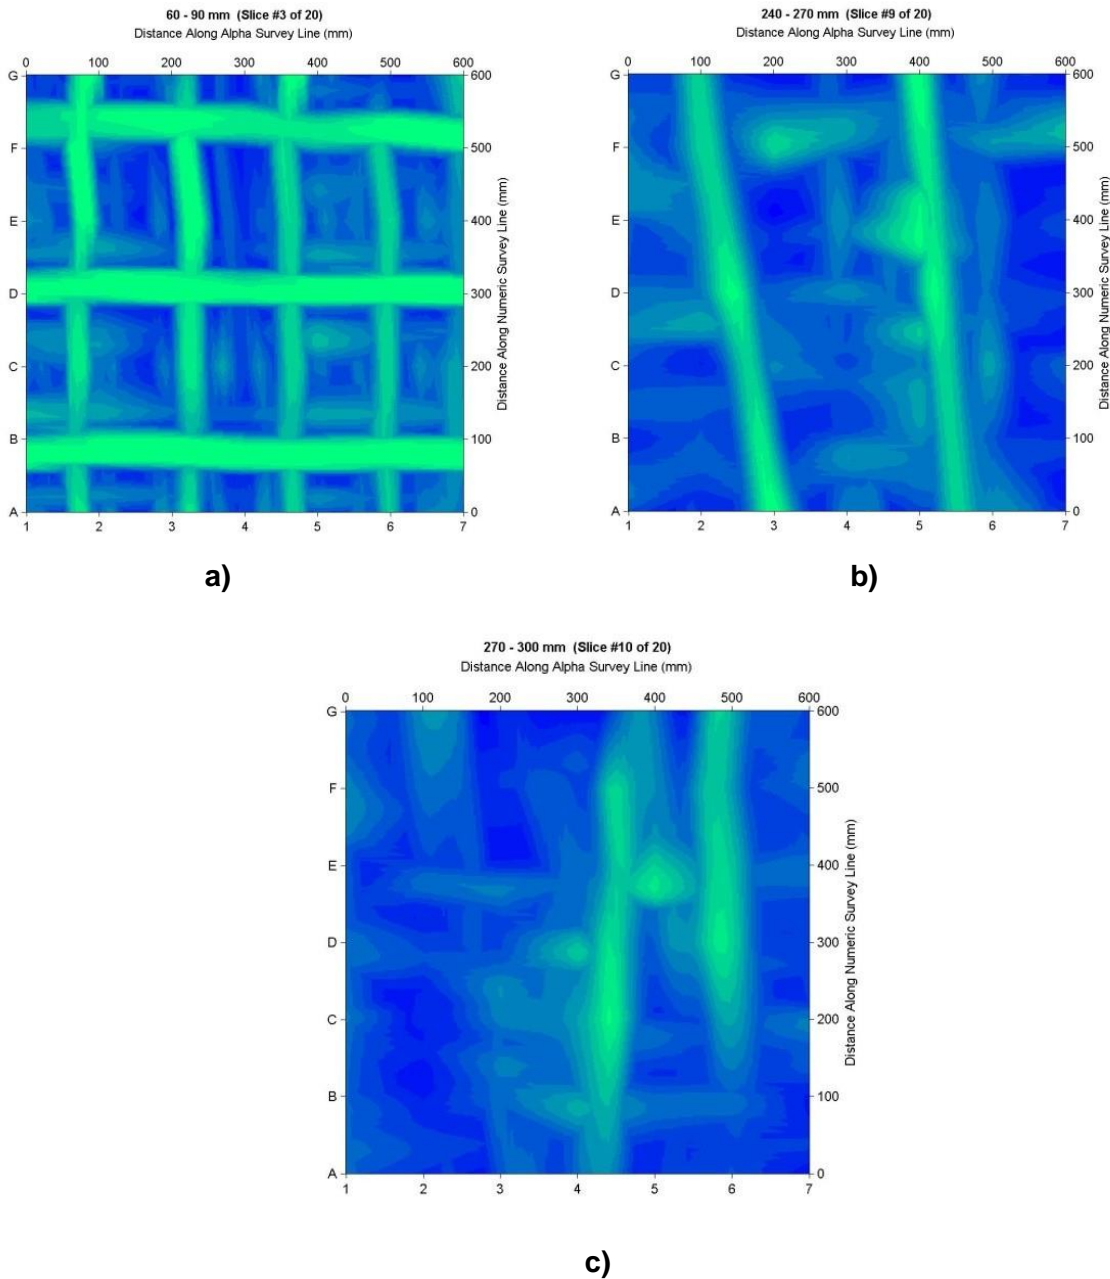 60 - 90 mm (Slice #3 of 20)
Distance Along Alpha Survey Line (mm)
0 100 200 300 400 500 600
G F E D C B A
600 500 400 300 200 100 0
Distance Along Numeric Survey Line (mm)
1 2 3 4 5 6 7
a)
240 - 270 mm (Slice #9 of 20)
Distance Along Alpha Survey Line (mm)
0 100 200 300 400 500 600
G F E D C B A
600 500 400 300 200 100 0
Distance Along Numeric Survey Line (mm)
1 2 3 4 5 6 7
b)
270 - 300 mm (Slice #10 of 20)
Distance Along Alpha Survey Line (mm)
0 100 200 300 400 500 600
G F E D C B A
600 500 400 300 200 100 0
Distance Along Numeric Survey Line (mm)
1 2 3 4 5 6 7
c)